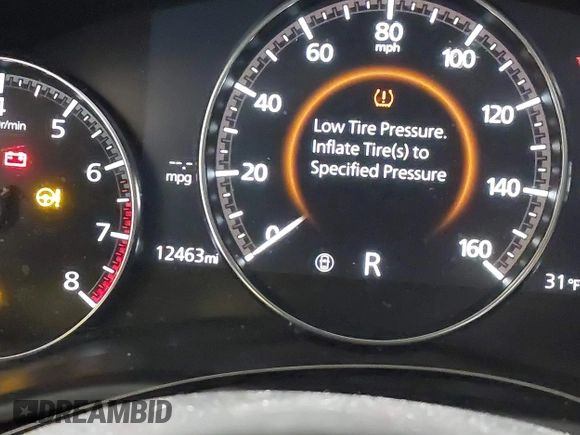 80
mph
60
100
40
120
20
140
0
160
Low Tire Pressure.
Inflate Tire(s) to
Specified Pressure
R
4
5
6
7
8
r/min
--.-
mpg
12463mi
31°F
DREAMBID